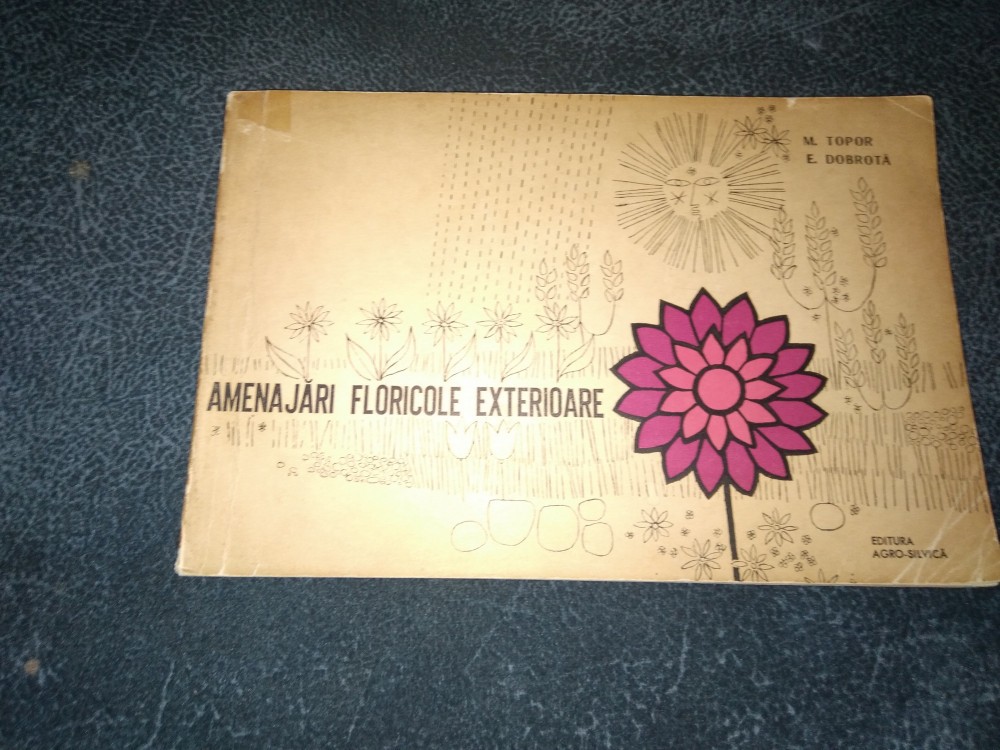 M. TOPOR
E. DOBROTĂ
AMENAJĂRI FLORICOLE EXTERIOARE
EDITURA
AGRO-SILVICĂ